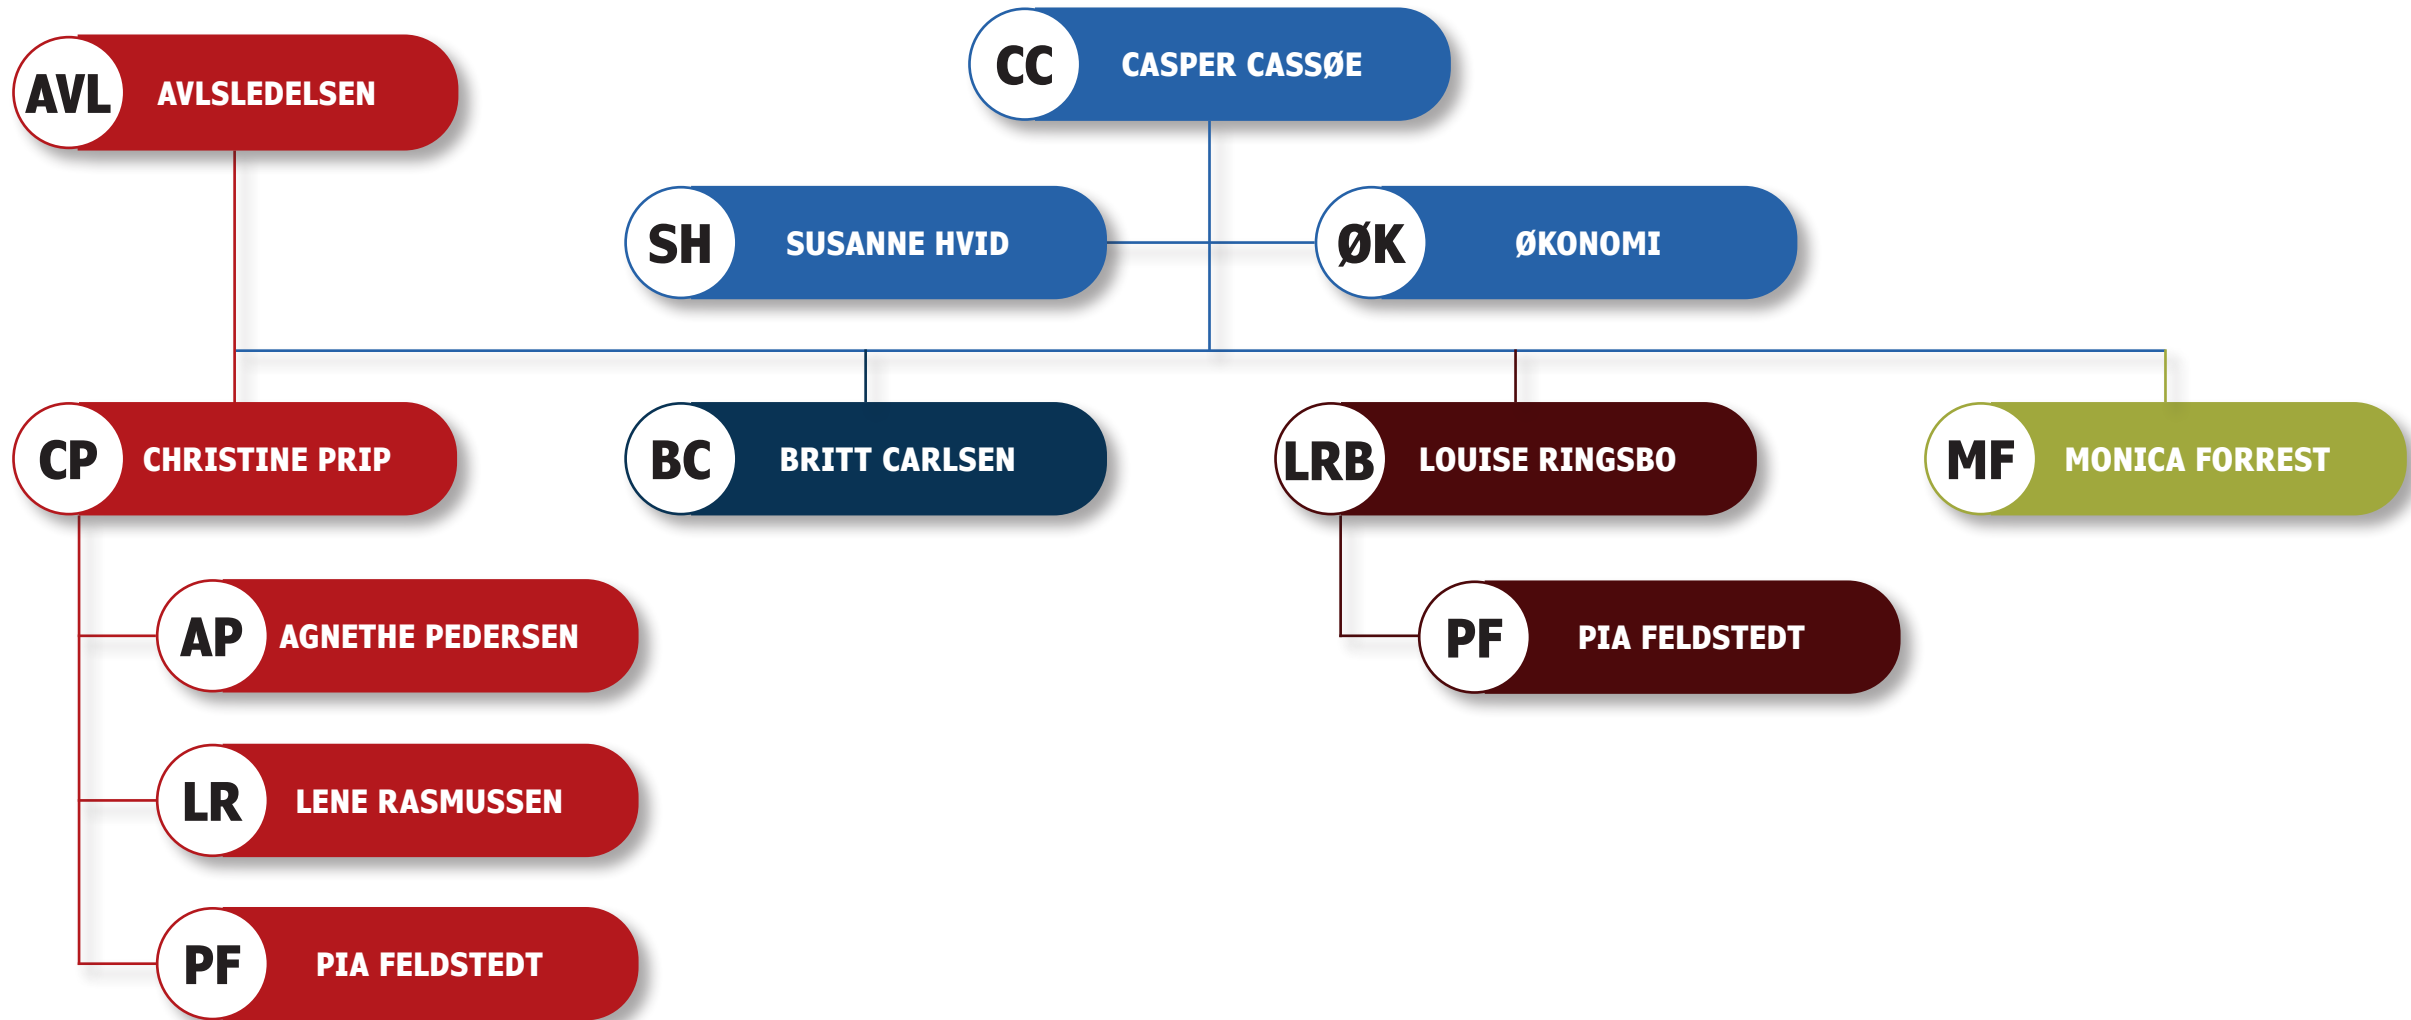 AVL AVLSLEDELSEN
CC CASPER CASSØE
SH SUSANNE HVID
ØK ØKONOMI
CP CHRISTINE PRIP
BC BRITT CARLSEN
LRB LOUISE RINGSBO
MF MONICA FORREST
AP AGNETHE PEDERSEN
PF PIA FELDSTEDT
LR LENE RASMUSSEN
PF PIA FELDSTEDT